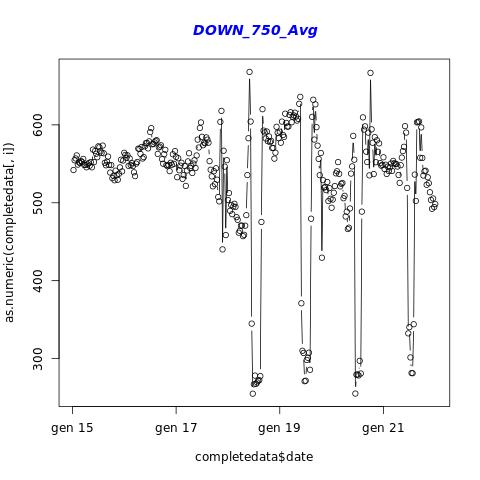 DOWN_750_Avg
as.numeric(completedata[, i])
600
500
400
300
gen 15
gen 17
gen 19
gen 21
completedata$date